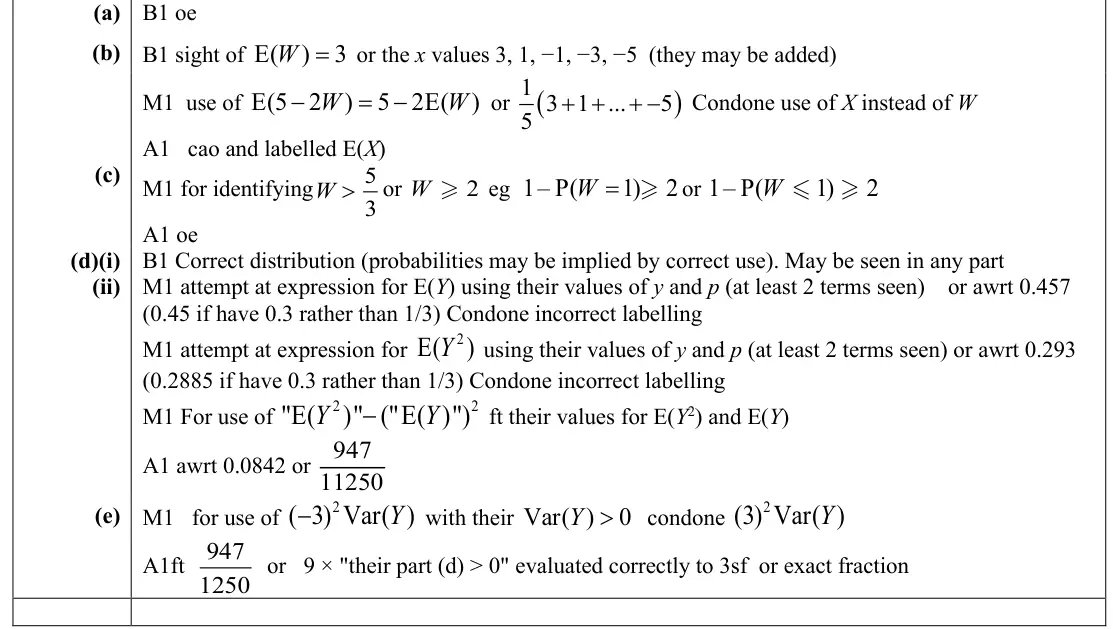 (a) B1 oe
(b) B1 sight of E(W) = 3 or the x values 3, 1, −1, −3, −5 (they may be added)
M1 use of E(5 − 2W) = 5 − 2E(W) or 1/5 (3 + 1 + ... + −5) Condone use of X instead of W
A1 cao and labelled E(X)
(c) M1 for identifying W > 5/3 or W ⩾ 2 eg 1 – P(W = 1) ⩾ 2 or 1 – P(W ⩽ 1) ⩾ 2
A1 oe
(d)(i) B1 Correct distribution (probabilities may be implied by correct use). May be seen in any part
(ii) M1 attempt at expression for E(Y) using their values of y and p (at least 2 terms seen) or awrt 0.457
(0.45 if have 0.3 rather than 1/3) Condone incorrect labelling
M1 attempt at expression for E(Y²) using their values of y and p (at least 2 terms seen) or awrt 0.293
(0.2885 if have 0.3 rather than 1/3) Condone incorrect labelling
M1 For use of "E(Y²)"−("E(Y)")² ft their values for E(Y²) and E(Y)
A1 awrt 0.0842 or 947/11250
(e) M1 for use of (−3)² Var(Y) with their Var(Y) > 0 condone (3)² Var(Y)
A1ft 947/1250 or 9 × "their part (d) > 0" evaluated correctly to 3sf or exact fraction